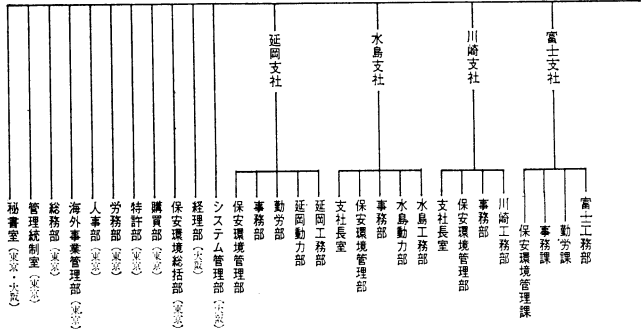 富士支社
川崎支社
水島支社
延岡支社
富士工務部
勤労課
事務課
保安環境管理課
川崎工務部
事務部
保安環境管理部
支社長室
水島工務部
水島動力部
事務部
保安環境管理部
支社長室
延岡工務部
延岡動力部
勤労部
事務部
保安環境管理部
システム管理部(大阪)
経理部(大阪)
保安環境総括部(東京)
購買部(東京)
特許部(東京)
労務部(東京)
人事部(東京)
海外事業管理部(東京)
総務部(東京)
管理統制室(東京)
秘書室(東京・大阪)